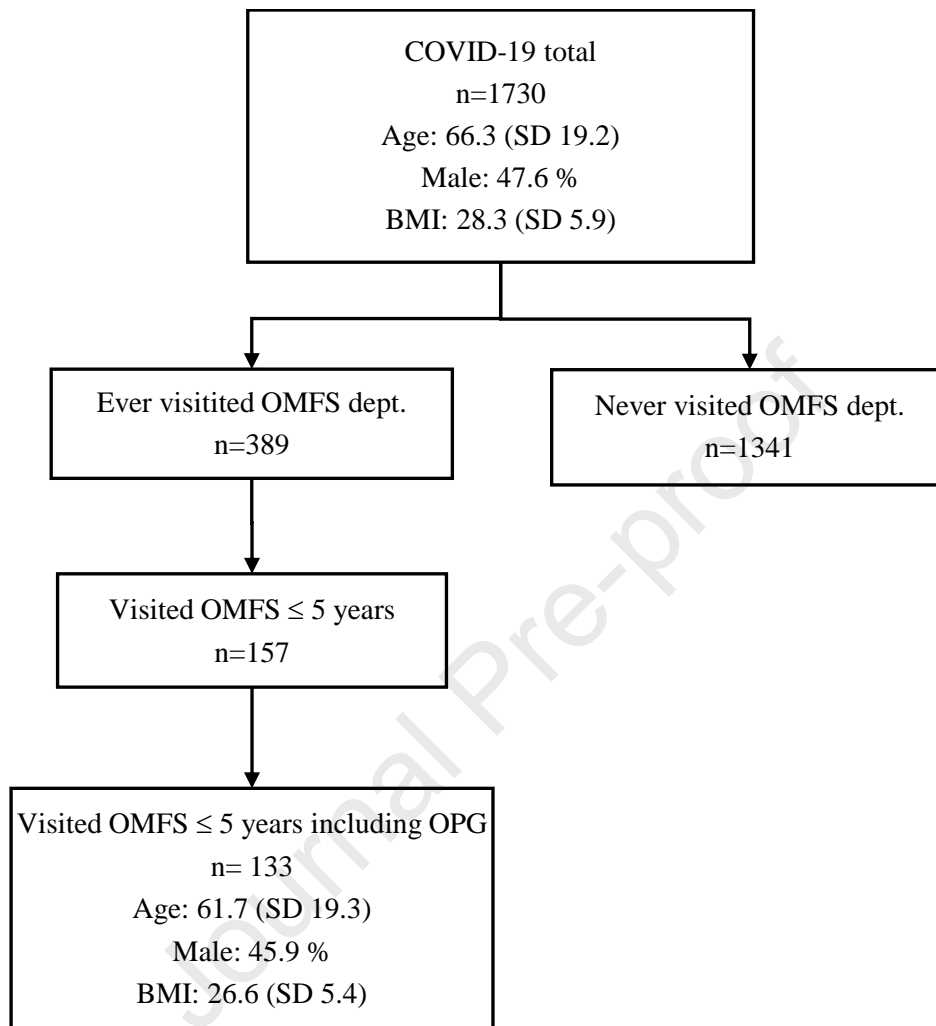 COVID-19 total
n=1730
Age: 66.3 (SD 19.2)
Male: 47.6 %
BMI: 28.3 (SD 5.9)
Ever visitited OMFS dept.
n=389
Never visited OMFS dept.
n=1341
Visited OMFS ≤ 5 years
n=157
Visited OMFS ≤ 5 years including OPG
n= 133
Age: 61.7 (SD 19.3)
Male: 45.9 %
BMI: 26.6 (SD 5.4)
Journal Pre-proof